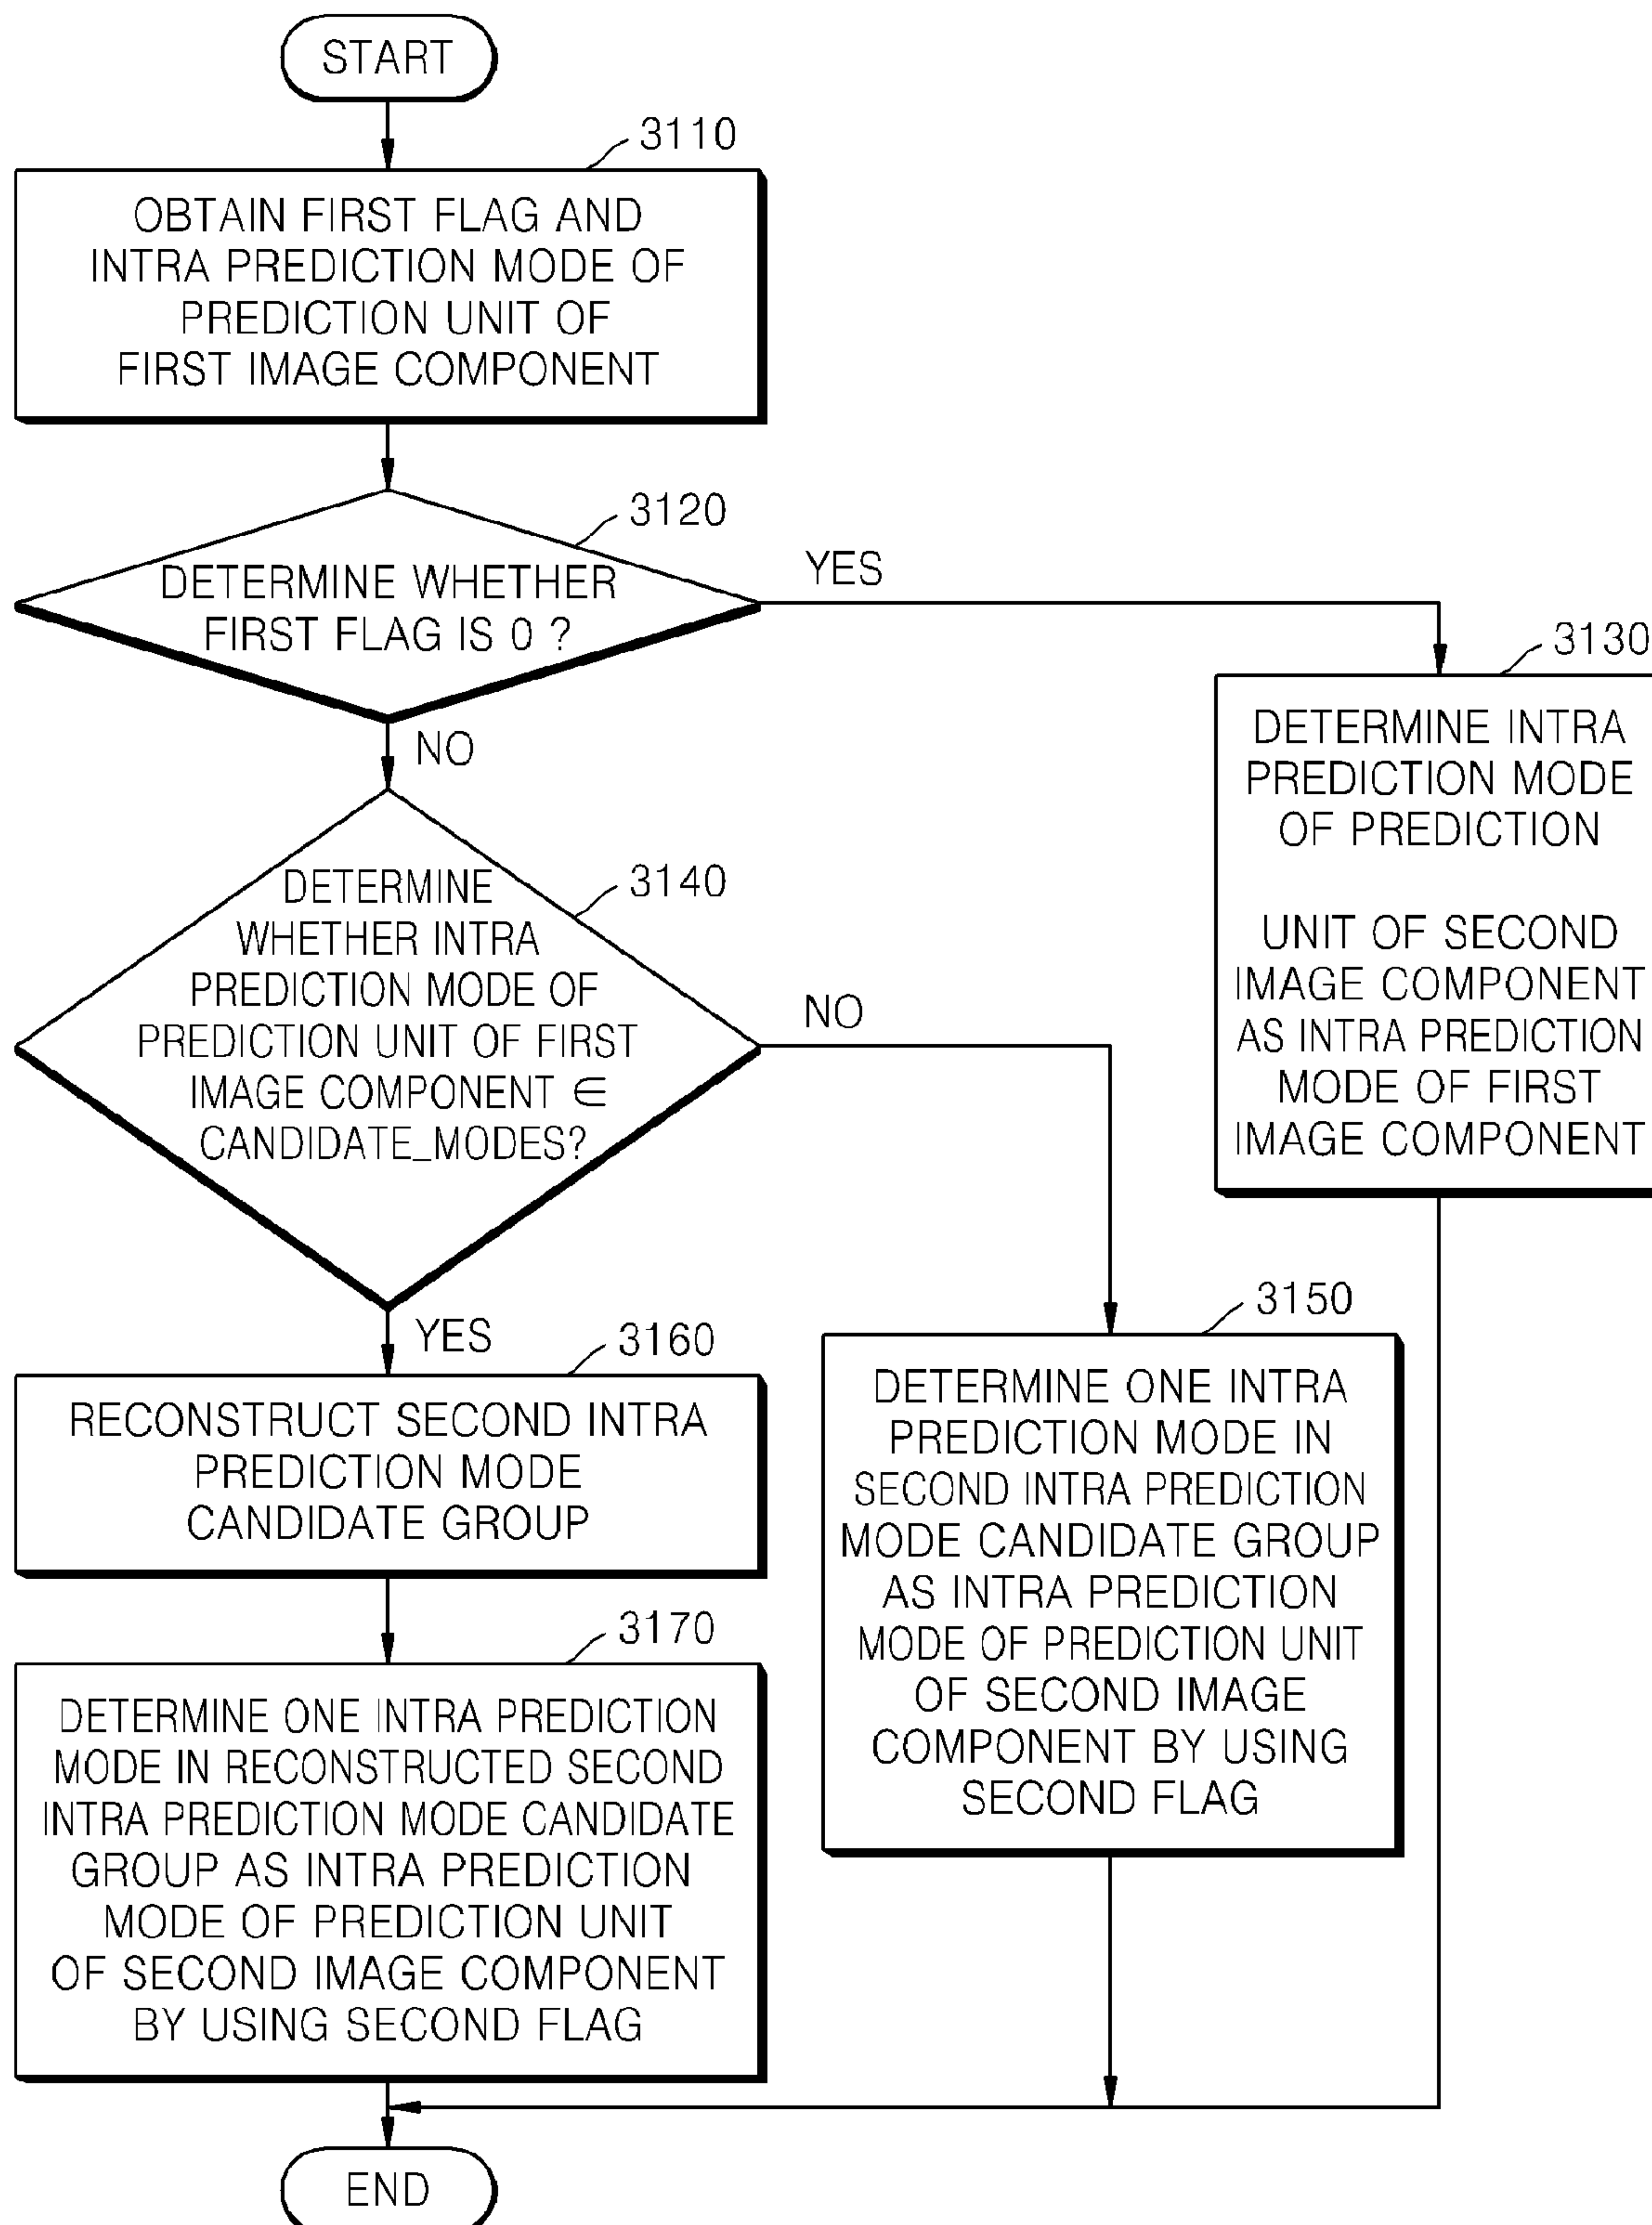 START
3110
OBTAIN FIRST FLAG AND
INTRA PREDICTION MODE OF
PREDICTION UNIT OF
FIRST IMAGE COMPONENT
3120
DETERMINE WHETHER
FIRST FLAG IS 0 ?
YES
NO
3130
DETERMINE INTRA
PREDICTION MODE
OF PREDICTION
UNIT OF SECOND
IMAGE COMPONENT
AS INTRA PREDICTION
MODE OF FIRST
IMAGE COMPONENT
3140
DETERMINE
WHETHER INTRA
PREDICTION MODE OF
PREDICTION UNIT OF FIRST
IMAGE COMPONENT ∈
CANDIDATE_MODES?
NO
YES
3150
DETERMINE ONE INTRA
PREDICTION MODE IN
SECOND INTRA PREDICTION
MODE CANDIDATE GROUP
AS INTRA PREDICTION
MODE OF PREDICTION UNIT
OF SECOND IMAGE
COMPONENT BY USING
SECOND FLAG
3160
RECONSTRUCT SECOND INTRA
PREDICTION MODE
CANDIDATE GROUP
3170
DETERMINE ONE INTRA PREDICTION
MODE IN RECONSTRUCTED SECOND
INTRA PREDICTION MODE CANDIDATE
GROUP AS INTRA PREDICTION
MODE OF PREDICTION UNIT
OF SECOND IMAGE COMPONENT
BY USING SECOND FLAG
END